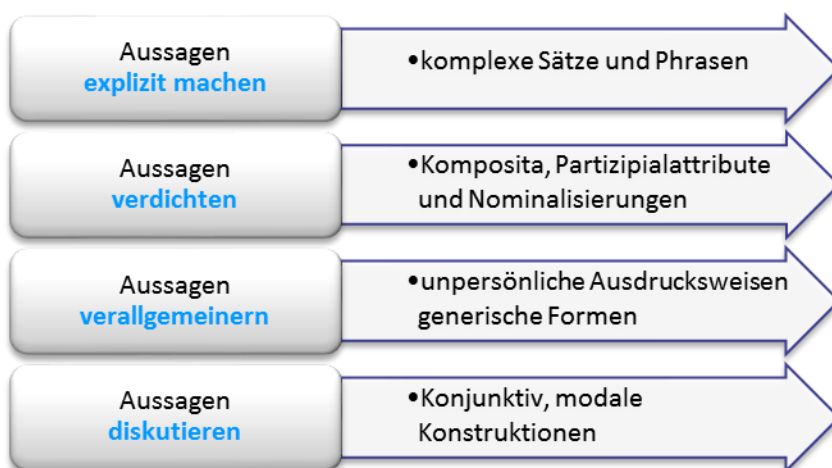 Aussagen
explizit machen
•komplexe Sätze und Phrasen
Aussagen
verdichten
•Komposita, Partizipialattribute
und Nominalisierungen
Aussagen
verallgemeinern
•unpersönliche Ausdrucksweisen
generische Formen
Aussagen
diskutieren
•Konjunktiv, modale
Konstruktionen